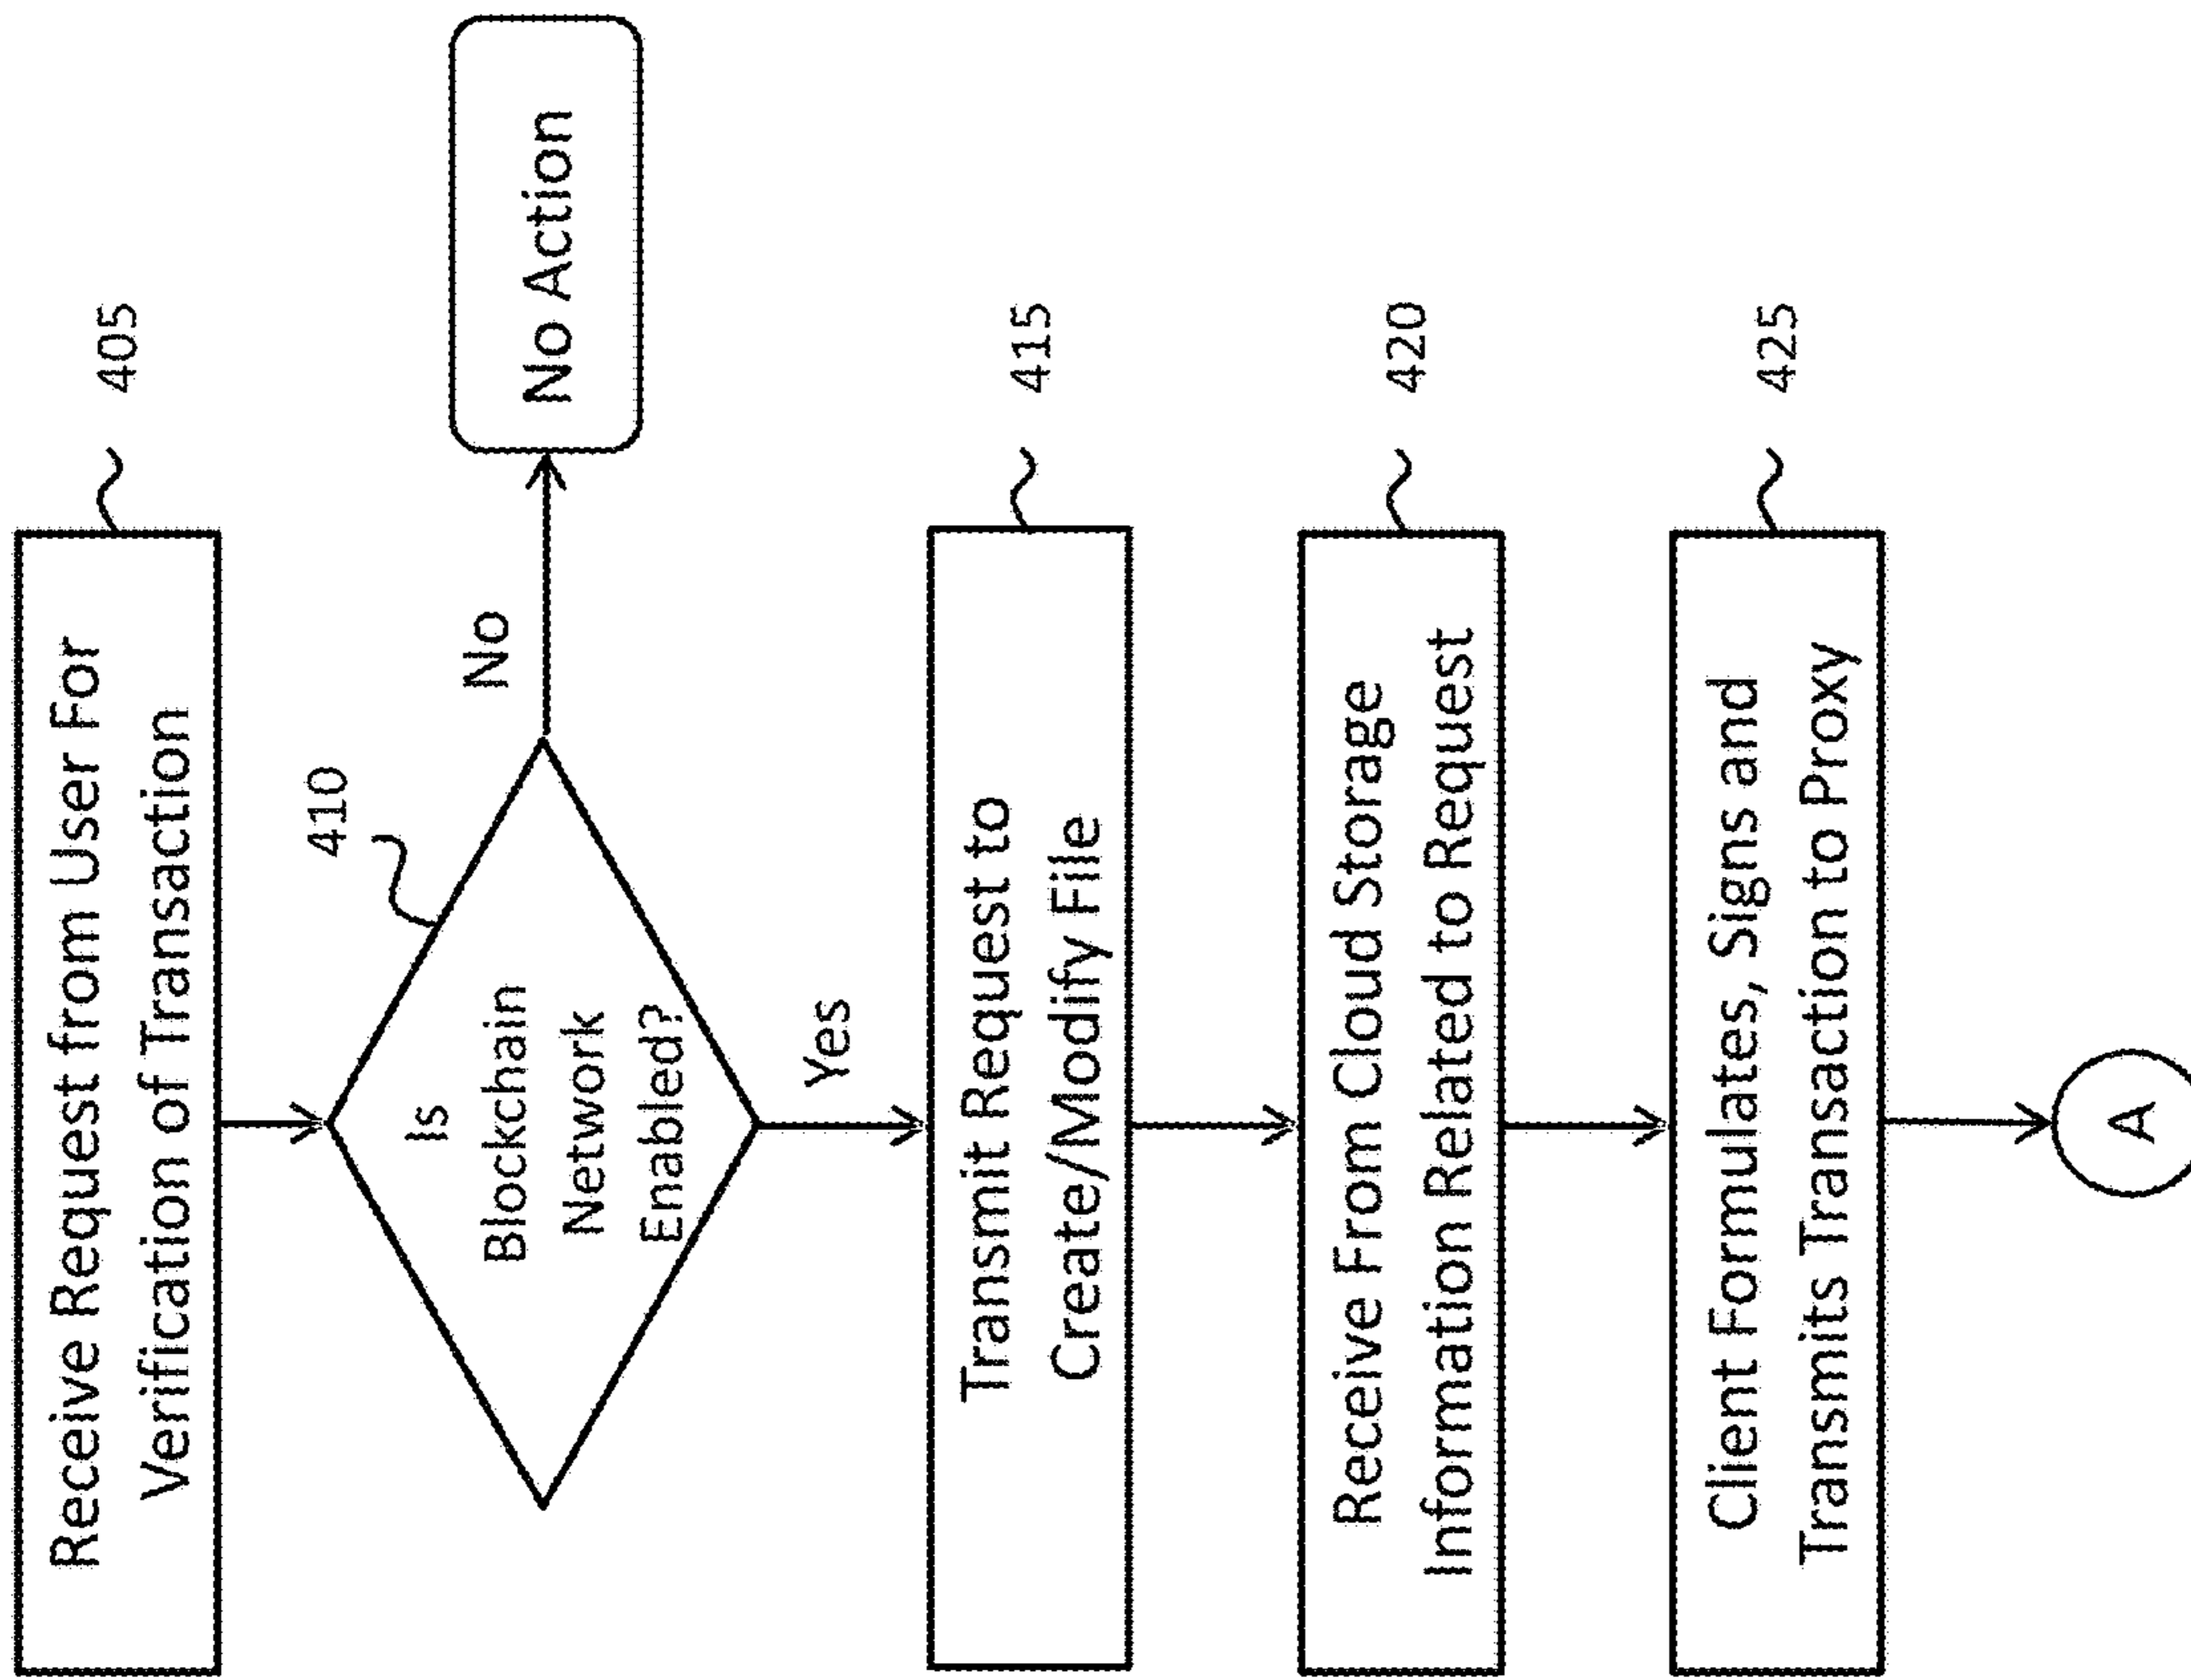 Receive Request from User For
Verification of Transaction
405
410
Is
Blockchain
Network
Enabled?
No
No Action
Yes
Transmit Request to
Create/Modify File
415
Receive From Cloud Storage
Information Related to Request
420
Client Formulates, Signs and
Transmits Transaction to Proxy
425
A